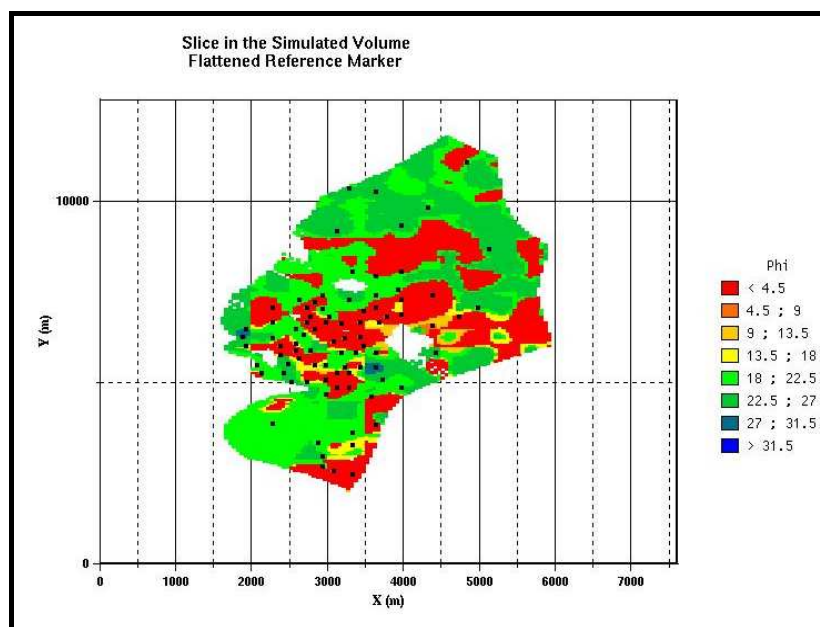 Slice in the Simulated Volume
Flattened Reference Marker
10000
0
Y (m)
0 1000 2000 3000 4000 5000 6000 7000
X (m)
Phi
< 4.5
4.5 ; 9
9 ; 13.5
13.5 ; 18
18 ; 22.5
22.5 ; 27
27 ; 31.5
> 31.5